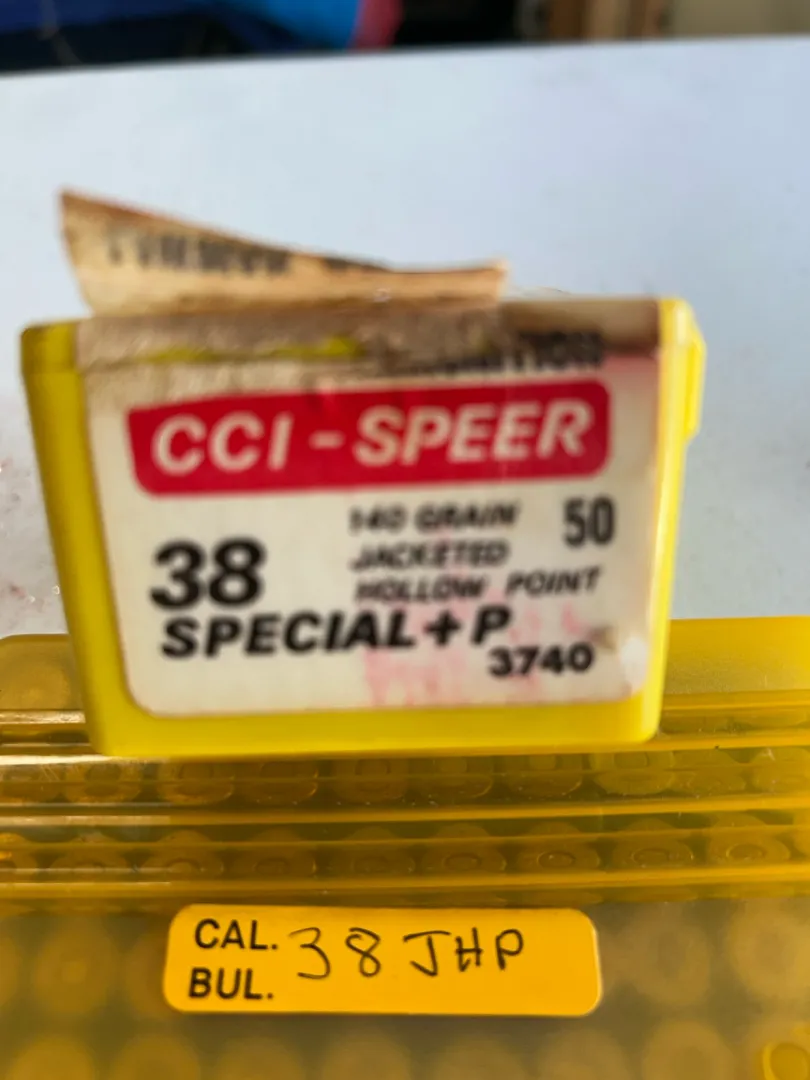 CCI - SPEER
140 GRAIN 50
JACKETED
38
HOLLOW POINT
SPECIAL + P
3740
CAL. 38 JHP
BUL.